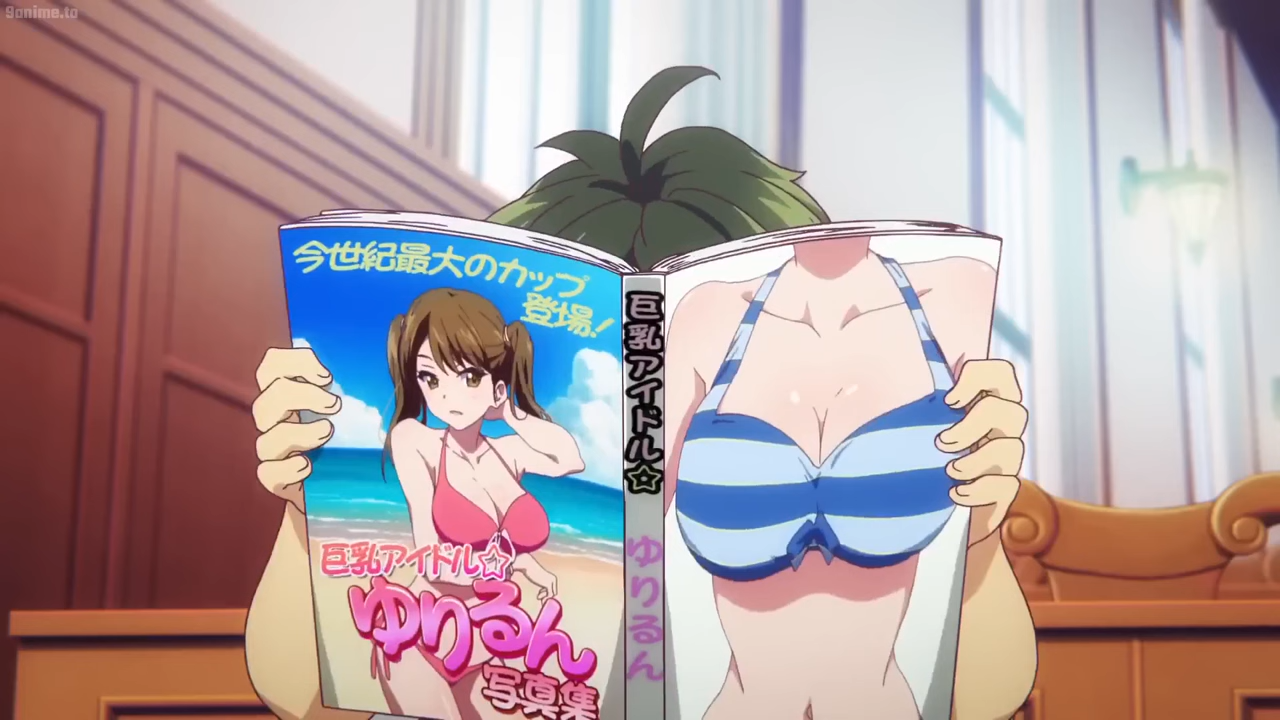 9anime.to
今世紀最大のカップ
登場!
巨乳アイドル☆
ゆりるん
写真集
巨乳アイドル☆ ゆりるん